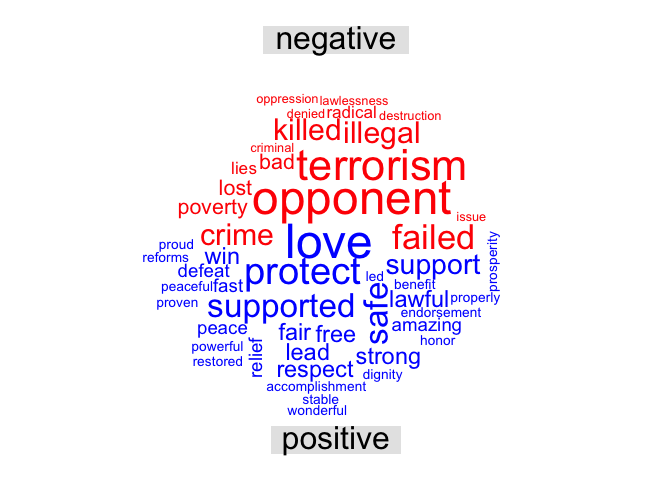 negative
oppression lawlessness
denied radical destruction
killed illegal
criminal
lies bad terrorism
lost
poverty opponent issue
crime love failed
proud
reforms win support prosperity
defeat protect led
peaceful fast safe benefit
proven supported lawful properly
endorsement
peace fair free amazing
powerful relief honor
restored lead strong
respect dignity
accomplishment
stable
wonderful
positive